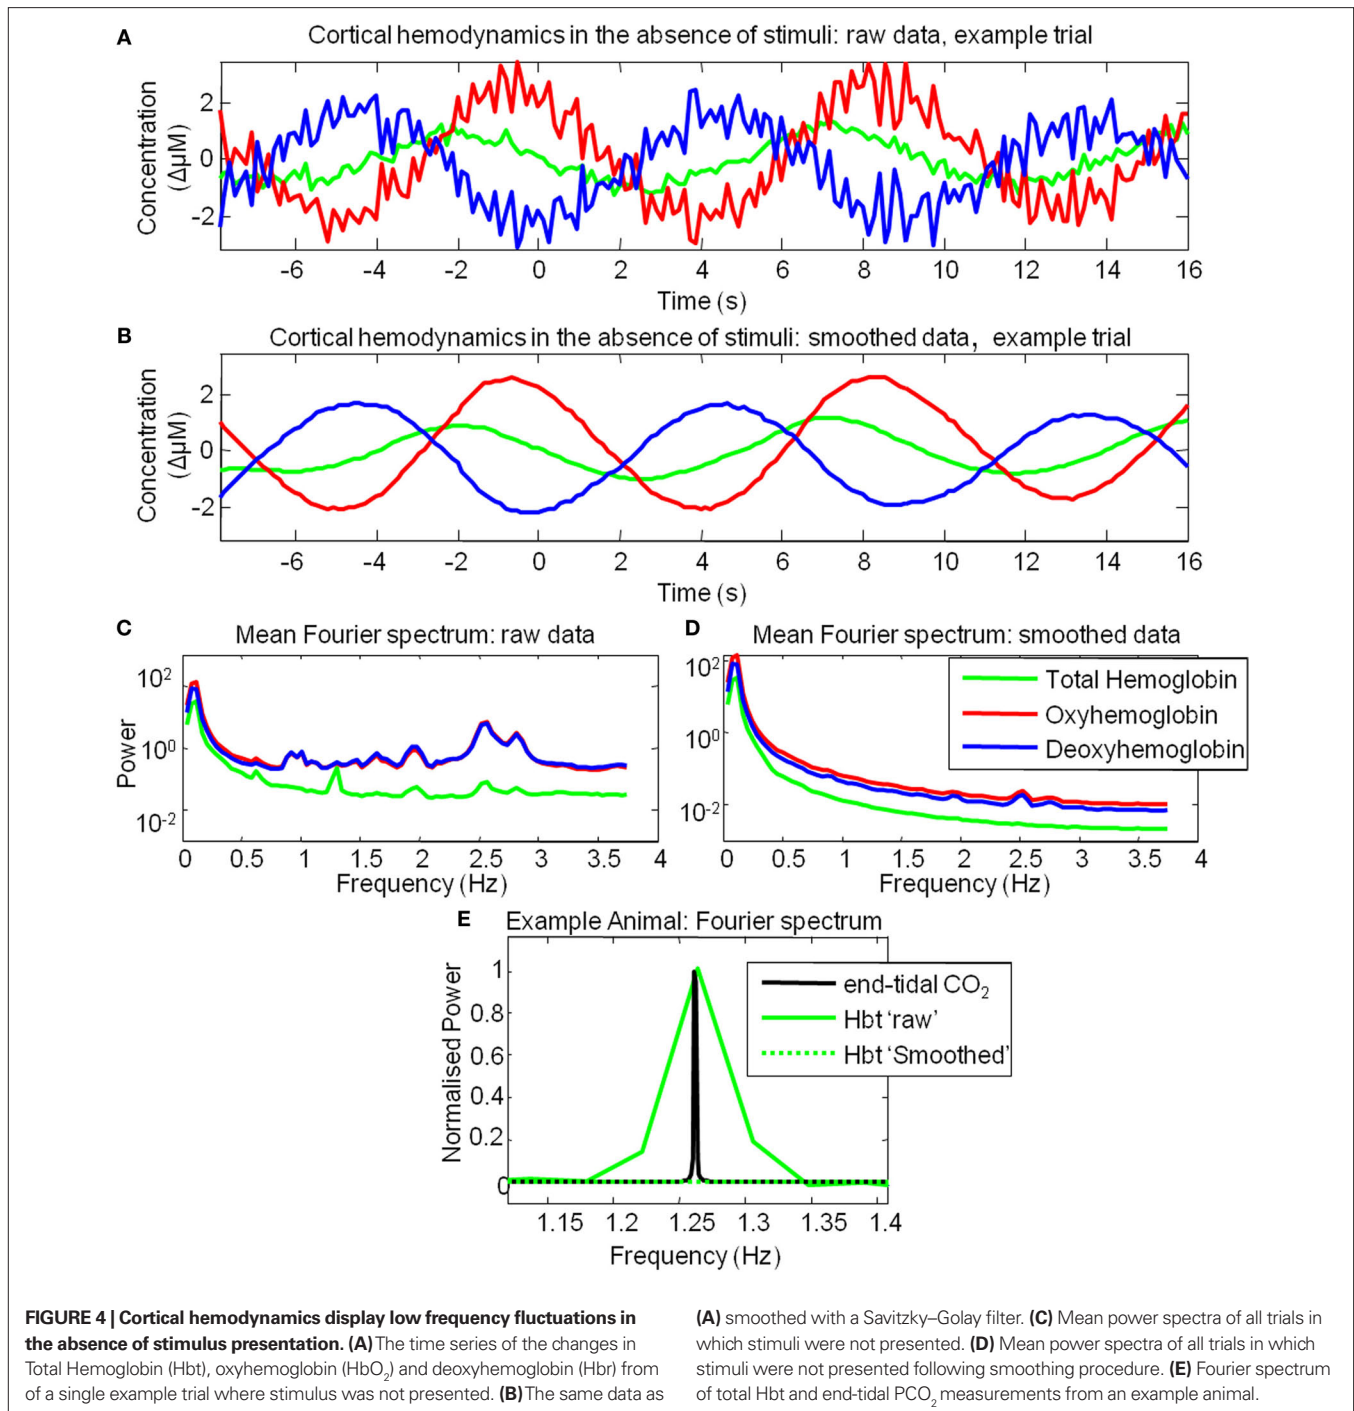 A
Cortical hemodynamics in the absence of stimuli: raw data, example trial
Concentration
(ΔµM)
2
0
-2
-6 -4 -2 0 2 4 6 8 10 12 14 16
Time (s)
B
Cortical hemodynamics in the absence of stimuli: smoothed data, example trial
Concentration
(ΔµM)
2
0
-2
-6 -4 -2 0 2 4 6 8 10 12 14 16
Time (s)
C
Mean Fourier spectrum: raw data
Power
10²
10⁰
10⁻²
0 0.5 1 1.5 2 2.5 3 3.5 4
Frequency (Hz)
D
Mean Fourier spectrum: smoothed data
10²
10⁰
10⁻²
0 0.5 1 1.5 2 2.5 3 3.5 4
Frequency (Hz)
Total Hemoglobin
Oxyhemoglobin
Deoxyhemoglobin
E
Example Animal: Fourier spectrum
Normalised Power
1
0.8
0.6
0.4
0.2
0
1.15 1.2 1.25 1.3 1.35 1.4
Frequency (Hz)
end-tidal CO₂
Hbt 'raw'
Hbt 'Smoothed'
FIGURE 4 | Cortical hemodynamics display low frequency fluctuations in
the absence of stimulus presentation. (A) The time series of the changes in
Total Hemoglobin (Hbt), oxyhemoglobin (HbO₂) and deoxyhemoglobin (Hbr) from
of a single example trial where stimulus was not presented. (B) The same data as
(A) smoothed with a Savitzky–Golay filter. (C) Mean power spectra of all trials in
which stimuli were not presented. (D) Mean power spectra of all trials in which
stimuli were not presented following smoothing procedure. (E) Fourier spectrum
of total Hbt and end-tidal PCO₂ measurements from an example animal.